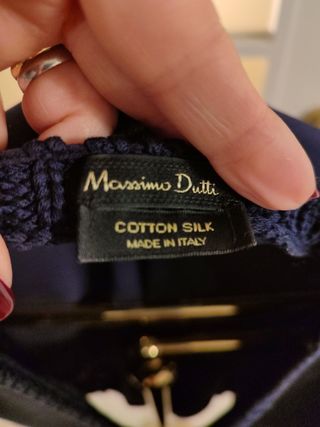 Massimo Dutti
COTTON SILK
MADE IN ITALY